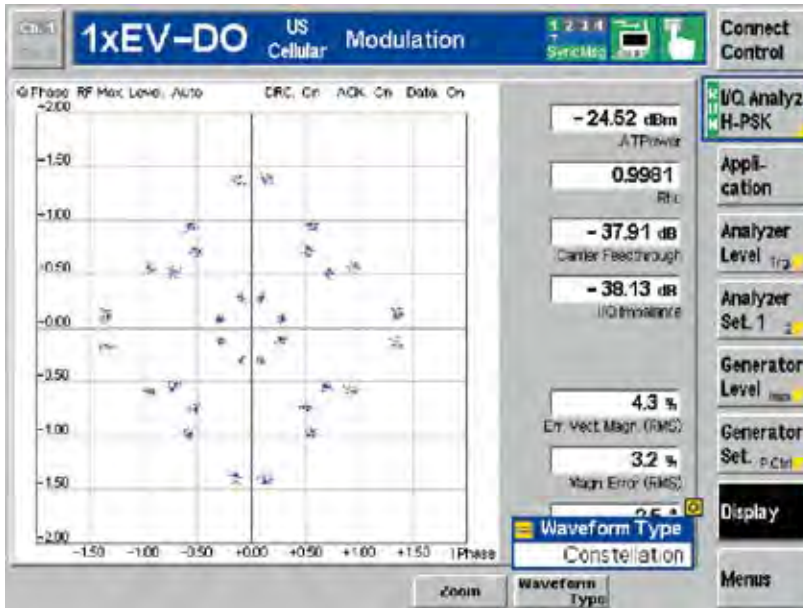 1xEV-DO US Cellular Modulation
1 2 3 4
Connect Control
Q Phase RF Max. Level: Auto DRC: On ACK: On Data: On
I/Q Analyz. H-PSK
Appli- cation
Analyzer Level Trg.
Analyzer Set. 1
Generator Level
Generator Set. P.Ctrl
Display
Menus
-24.52 dBm
ATPower
0.9981
Rho
-37.91 dB
Carrier Feedthrough
-38.13 dB
I/Q Imbalance
4.3 %
Err. Vect. Magn. (RMS)
3.2 %
Magn. Error (RMS)
+2.00
+1.50
+1.00
+0.50
+0.00
-0.50
-1.00
-1.50
-2.00
-1.50 -1.00 -0.50 +0.00 +0.50 +1.00 +1.50 I Phase
Waveform Type
Constellation
Zoom
Waveform Type